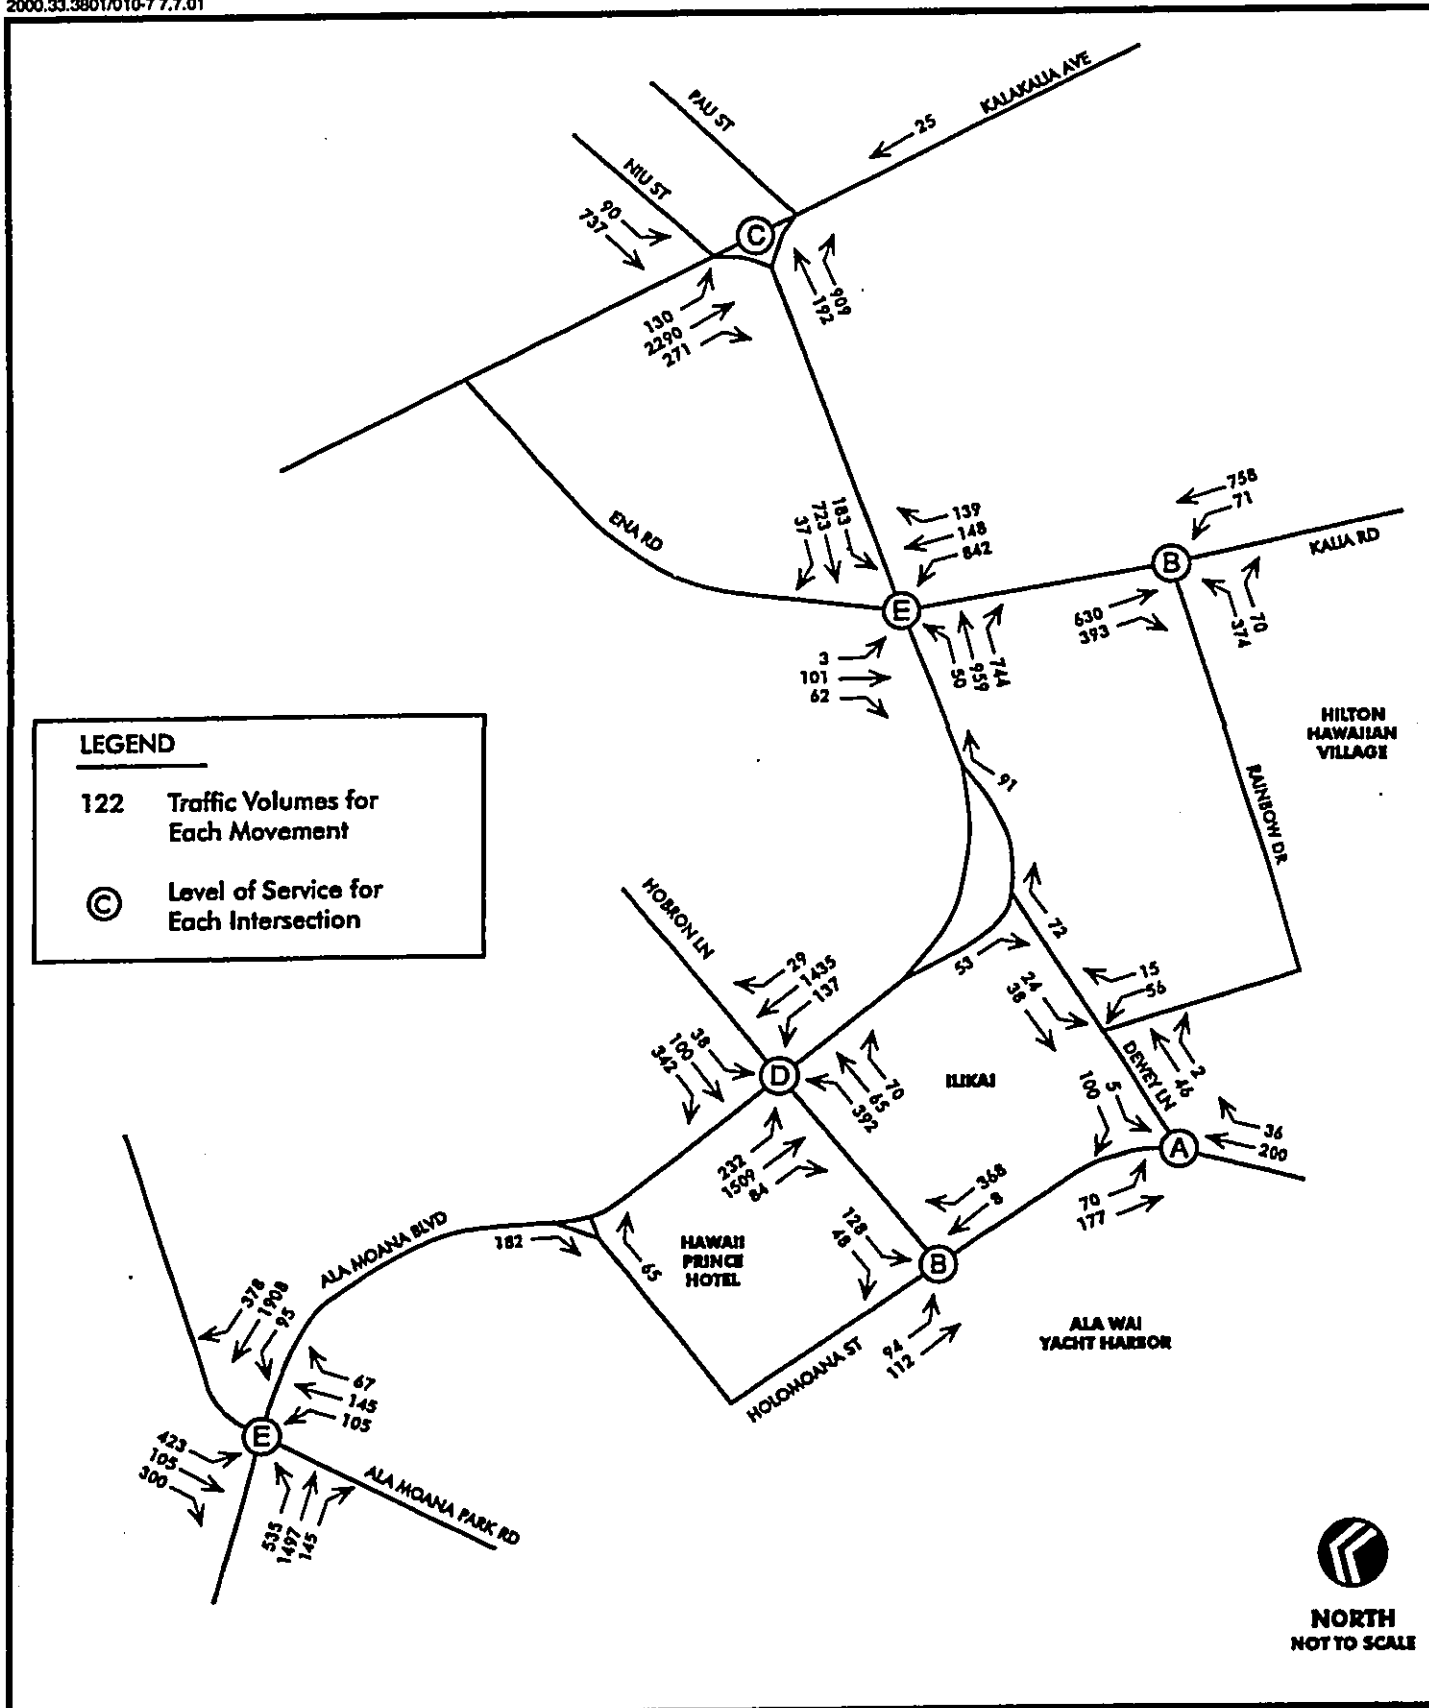 2000.33.3801/010-7 7.7.01
PAU ST
KALAKAUA AVE
25
NIU ST
90
737
C
909
192
130
2290
271
758
71
ENA RD
183
723
37
139
148
842
B
KALIA RD
E
630
393
70
374
3
101
62
50
959
744
HILTON
HAWAIIAN
VILLAGE
LEGEND
122 Traffic Volumes for
Each Movement
C Level of Service for
Each Intersection
91
RAINBOW DR
HOBRON LN
72
53
29
1435
137
24
38
15
56
38
100
342
D
70
65
392
ILIKAI
DEWEY LN
2
46
5
100
36
200
A
232
1509
84
368
8
70
177
128
48
B
ALA MOANA BLVD
182
65
HAWAII
PRINCE
HOTEL
378
1908
95
94
112
ALA WAI
YACHT HARBOR
HOLOMOANA ST
67
145
105
E
423
105
300
ALA MOANA PARK RD
535
1497
145
NORTH
NOT TO SCALE